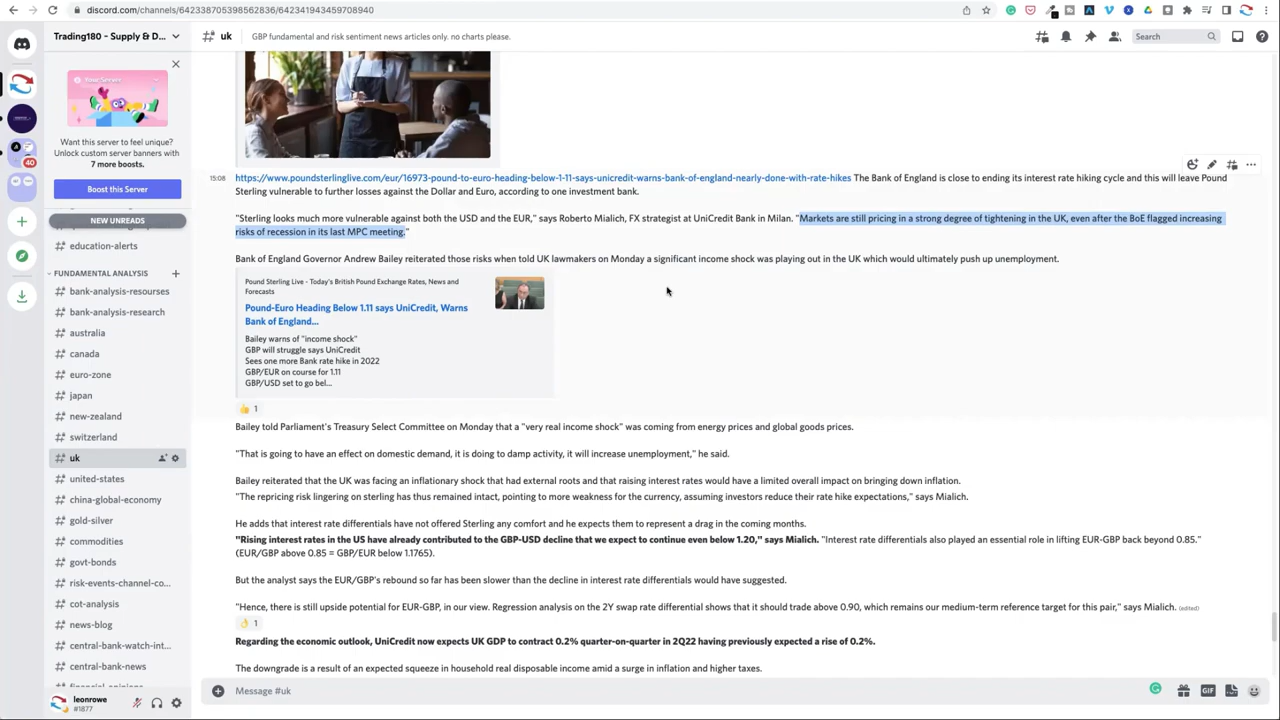 discord.com/channels/642338705398562836/642341943459708940
Trading180 - Supply & D...
uk
GBP fundamental and risk sentiment news articles only. no charts please.
Search
Want this server to feel unique?
Unlock custom server banners with
7 more boosts.
Boost this Server
NEW UNREADS
education-alerts
FUNDAMENTAL ANALYSIS
bank-analysis-resourses
bank-analysis-research
australia
canada
euro-zone
japan
new-zealand
switzerland
uk
united-states
china-global-economy
gold-silver
commodities
govt-bonds
risk-events-channel-co...
cot-analysis
news-blog
central-bank-watch-int...
central-bank-news
40
leonrowe
#1877
15:08
https://www.poundsterlinglive.com/eur/16973-pound-to-euro-heading-below-1-11-says-unicredit-warns-bank-of-england-nearly-done-with-rate-hikes The Bank of England is close to ending its interest rate hiking cycle and this will leave Pound
Sterling vulnerable to further losses against the Dollar and Euro, according to one investment bank.
"Sterling looks much more vulnerable against both the USD and the EUR," says Roberto Mialich, FX strategist at UniCredit Bank in Milan. "Markets are still pricing in a strong degree of tightening in the UK, even after the BoE flagged increasing
risks of recession in its last MPC meeting."
Bank of England Governor Andrew Bailey reiterated those risks when told UK lawmakers on Monday a significant income shock was playing out in the UK which would ultimately push up unemployment.
Pound Sterling Live - Today's British Pound Exchange Rates, News and
Forecasts
Pound-Euro Heading Below 1.11 says UniCredit, Warns
Bank of England...
Bailey warns of "income shock"
GBP will struggle says UniCredit
Sees one more Bank rate hike in 2022
GBP/EUR on course for 1.11
GBP/USD set to go bel...
1
Bailey told Parliament's Treasury Select Committee on Monday that a "very real income shock" was coming from energy prices and global goods prices.
"That is going to have an effect on domestic demand, it is doing to damp activity, it will increase unemployment," he said.
Bailey reiterated that the UK was facing an inflationary shock that had external roots and that raising interest rates would have a limited overall impact on bringing down inflation.
"The repricing risk lingering on sterling has thus remained intact, pointing to more weakness for the currency, assuming investors reduce their rate hike expectations," says Mialich.
He adds that interest rate differentials have not offered Sterling any comfort and he expects them to represent a drag in the coming months.
"Rising interest rates in the US have already contributed to the GBP-USD decline that we expect to continue even below 1.20," says Mialich. "Interest rate differentials also played an essential role in lifting EUR-GBP back beyond 0.85."
(EUR/GBP above 0.85 = GBP/EUR below 1.1765).
But the analyst says the EUR/GBP's rebound so far has been slower than the decline in interest rate differentials would have suggested.
"Hence, there is still upside potential for EUR-GBP, in our view. Regression analysis on the 2Y swap rate differential shows that it should trade above 0.90, which remains our medium-term reference target for this pair," says Mialich. (edited)
1
Regarding the economic outlook, UniCredit now expects UK GDP to contract 0.2% quarter-on-quarter in 2Q22 having previously expected a rise of 0.2%.
The downgrade is a result of an expected squeeze in household real disposable income amid a surge in inflation and higher taxes.
Message #uk
GIF